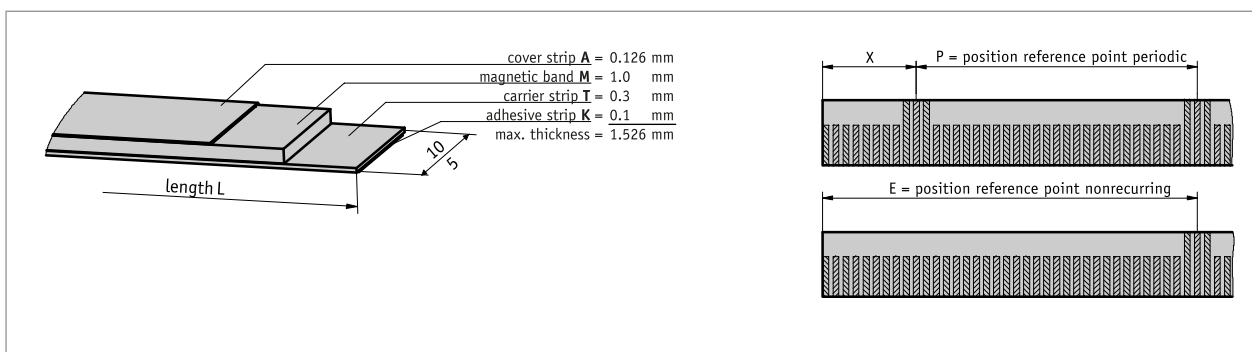 cover strip A = 0.126 mm
magnetic band M = 1.0 mm
carrier strip T = 0.3 mm
adhesive strip K = 0.1 mm
max. thickness = 1.526 mm
10
5
length L
X
P = position reference point periodic
E = position reference point nonrecurring